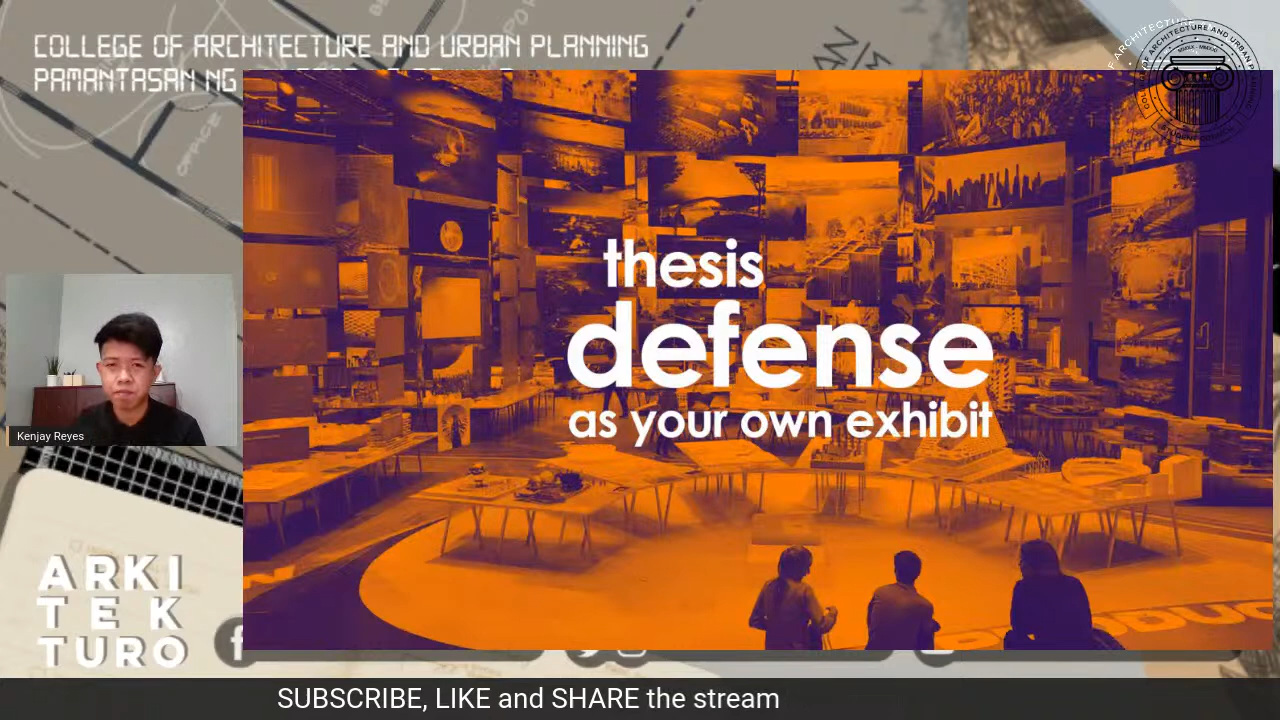 COLLEGE OF ARCHITECTURE AND URBAN PLANNING
PAMANTASAN NG
OFFICE
thesis
defense
as your own exhibit
Kenjay Reyes
ARKI
TEK
TURO
f
SUBSCRIBE, LIKE and SHARE the stream